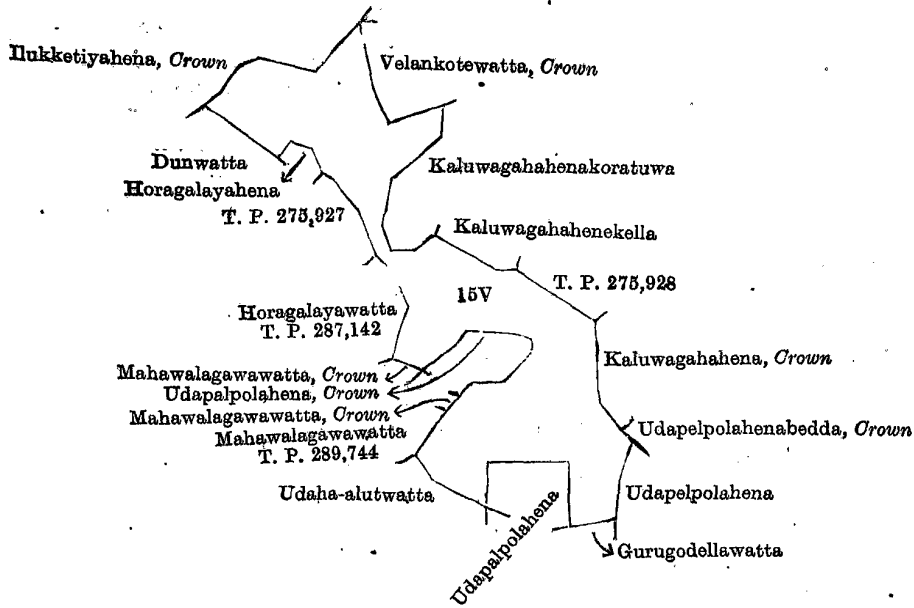 Ilukketiyahena, Crown
Velankotewatta, Crown
Dunwatta
Horagalayahena
T. P. 275,927
Kaluwagahahenakoratuwa
Kaluwagahahenekella
T. P. 275,928
15V
Horagalayawatta
T. P. 287,142
Kaluwagahahena, Crown
Mahawalagawawatta, Crown
Udapalpolahena, Crown
Mahawalagawawatta, Crown
Mahawalagawawatta
T. P. 289,744
Udapelpolahenabedda, Crown
Udaha-alutwatta
Udapalpolahena
Udapelpolahena
Gurugodellawatta